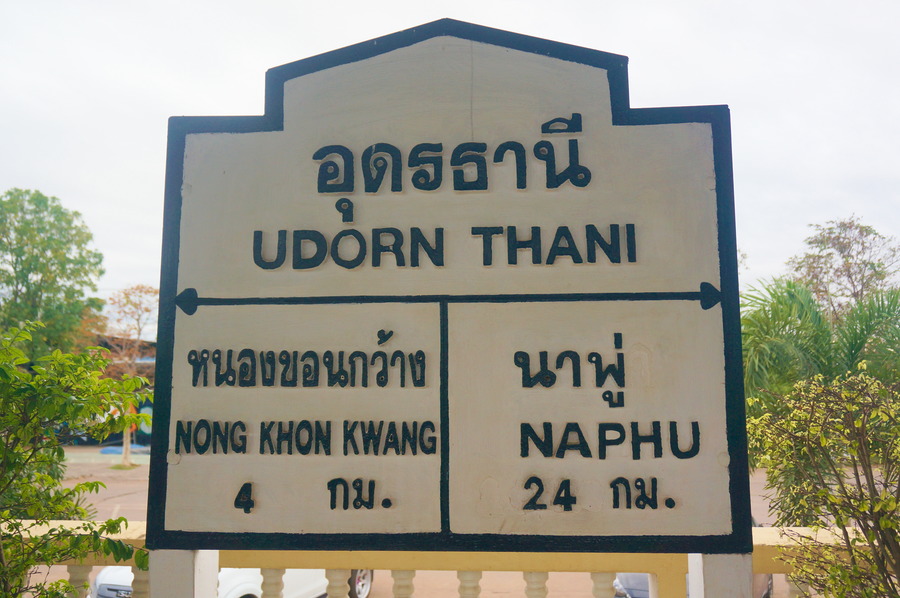 อุดรธานี
UDORN THANI
หนองขอนกว้าง
NONG KHON KWANG
4 กม.
นาพู่
NAPHU
24 กม.